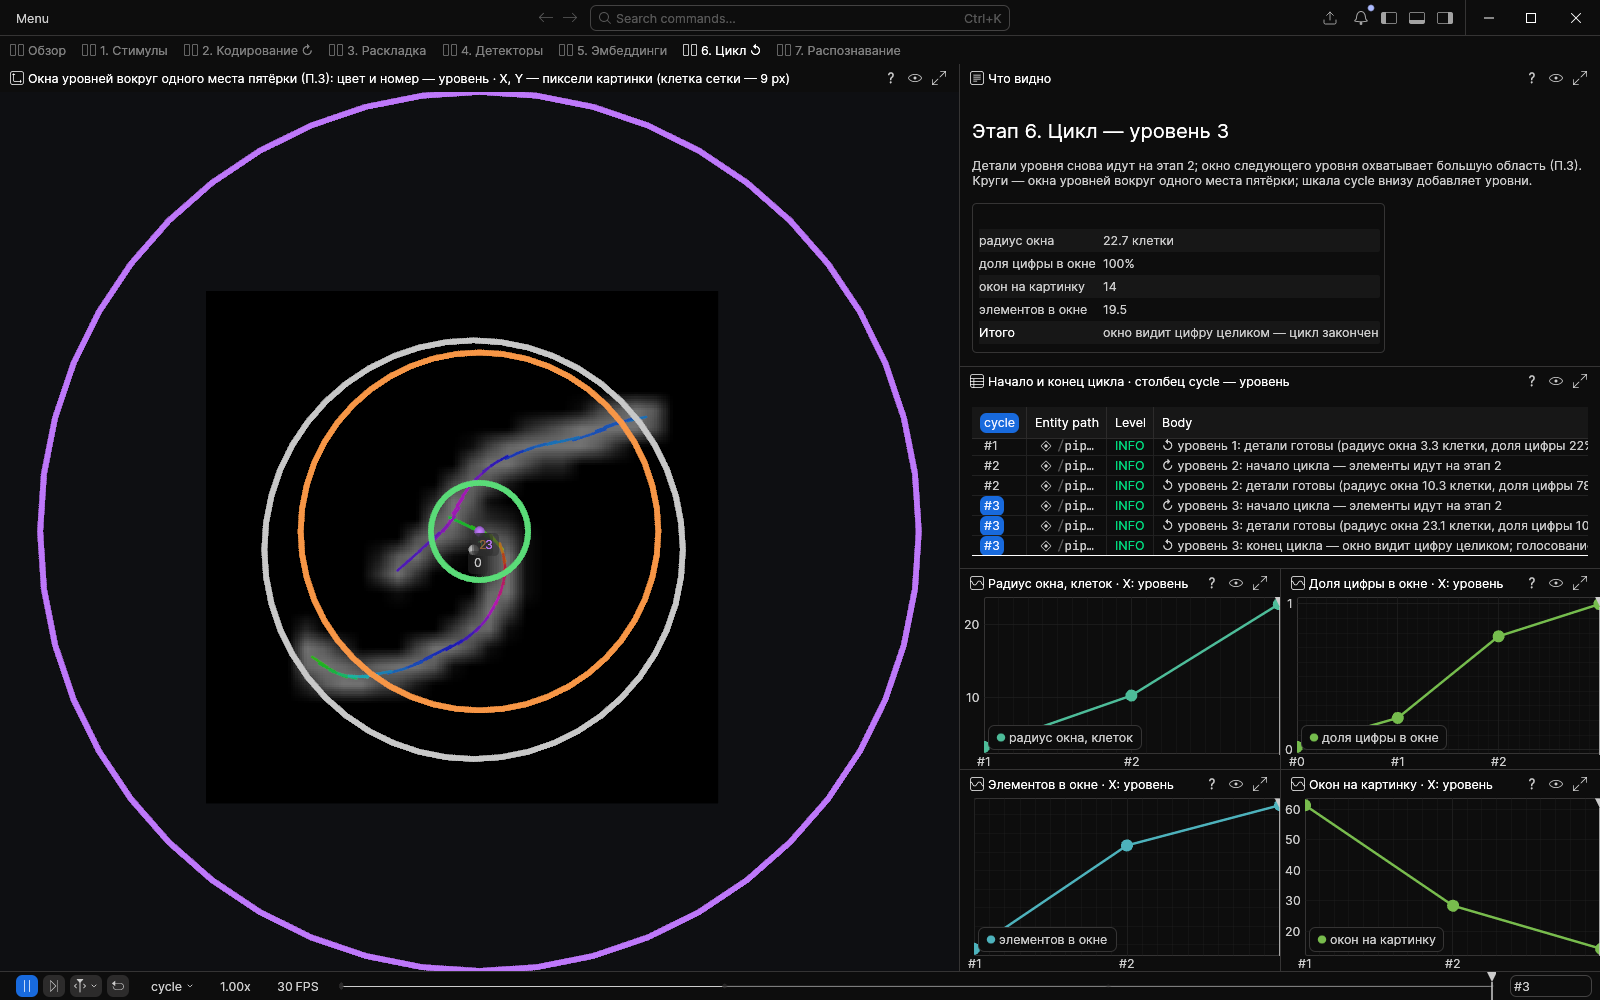 Menu
Search commands... Ctrl+K
Обзор 1. Стимулы 2. Кодирование 3. Раскладка 4. Детекторы 5. Эмбеддинги 6. Цикл 7. Распознавание
Окна уровней вокруг одного места пятёрки (П.3): цвет и номер — уровень · X, Y — пиксели картинки (клетка сетки — 9 px) ?
23
0
Что видно ?
Этап 6. Цикл — уровень 3
Детали уровня снова идут на этап 2; окно следующего уровня охватывает большую область (П.3).
Круги — окна уровней вокруг одного места пятёрки; шкала cycle внизу добавляет уровни.
радиус окна 22.7 клетки
доля цифры в окне 100%
окон на картинку 14
элементов в окне 19.5
Итого окно видит цифру целиком — цикл закончен
Начало и конец цикла · столбец cycle — уровень ?
cycle Entity path Level Body
#1 /pip… INFO уровень 1: детали готовы (радиус окна 3.3 клетки, доля цифры 22%
#2 /pip… INFO уровень 2: начало цикла — элементы идут на этап 2
#2 /pip… INFO уровень 2: детали готовы (радиус окна 10.3 клетки, доля цифры 78
#3 /pip… INFO уровень 3: начало цикла — элементы идут на этап 2
#3 /pip… INFO уровень 3: детали готовы (радиус окна 23.1 клетки, доля цифры 10
#3 /pip… INFO уровень 3: конец цикла — окно видит цифру целиком; голосовани
Радиус окна, клеток · X: уровень ?
20
10
радиус окна, клеток
#1 #2
Доля цифры в окне · X: уровень ?
1
0
доля цифры в окне
#0 #1 #2
Элементов в окне · X: уровень ?
элементов в окне
#1 #2
Окон на картинку · X: уровень ?
60
50
40
30
20
окон на картинку
#1 #2
cycle 1.00x 30 FPS #3